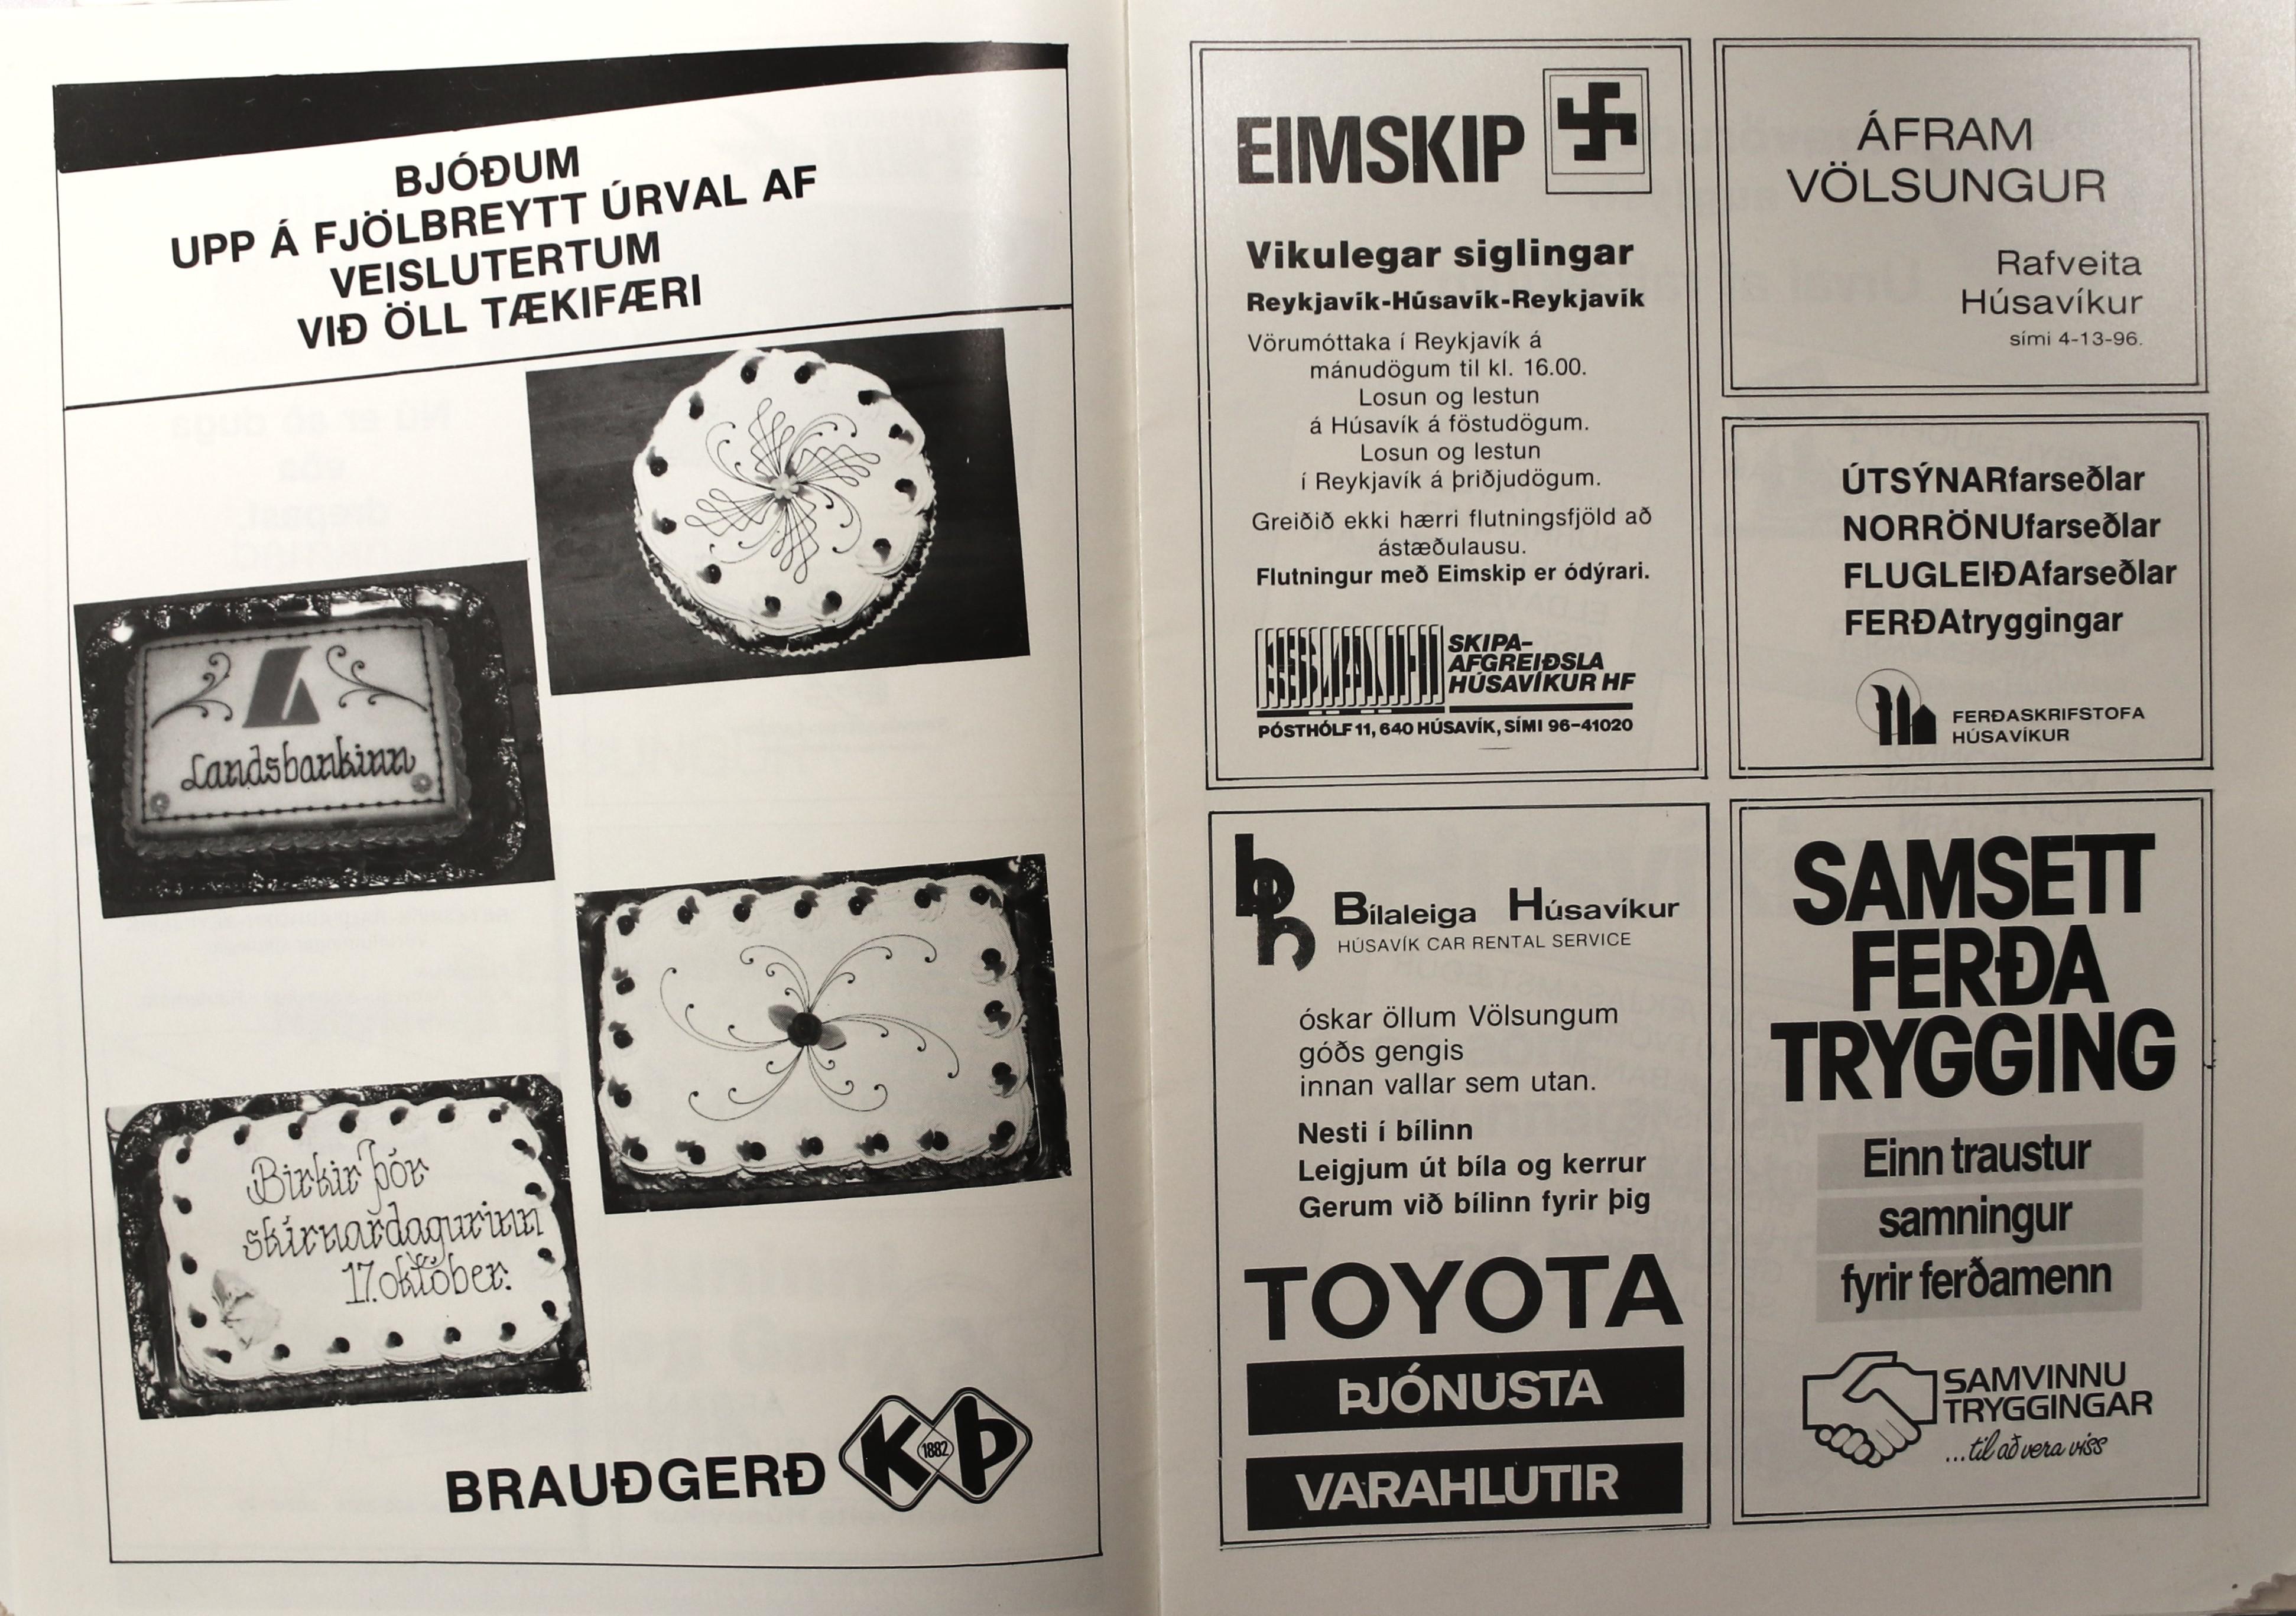 BJÓÐUM
UPP Á FJÖLBREYTT ÚRVAL AF
VEISLUTERTUM
VIÐ ÖLL TÆKIFÆRI
Landsbankinn
Birkir Þór
skírnardagurinn
17. október.
BRAUÐGERÐ
K 1882 Þ
EIMSKIP
Vikulegar siglingar
Reykjavík-Húsavík-Reykjavík
Vörumóttaka í Reykjavík á
mánudögum til kl. 16.00.
Losun og lestun
á Húsavík á föstudögum.
Losun og lestun
í Reykjavík á þriðjudögum.
Greiðið ekki hærri flutningsfjöld að
ástæðulausu.
Flutningur með Eimskip er ódýrari.
SKIPA-
AFGREIÐSLA
HÚSAVÍKUR HF
PÓSTHÓLF 11, 640 HÚSAVÍK, SÍMI 96-41020
ÁFRAM
VÖLSUNGUR
Rafveita
Húsavíkur
sími 4-13-96.
ÚTSÝNARfarseðlar
NORRÖNUfarseðlar
FLUGLEIÐAfarseðlar
FERÐAtryggingar
FERÐASKRIFSTOFA
HÚSAVÍKUR
bh
Bílaleiga Húsavíkur
HÚSAVÍK CAR RENTAL SERVICE
óskar öllum Völsungum
góðs gengis
innan vallar sem utan.
Nesti í bílinn
Leigjum út bíla og kerrur
Gerum við bílinn fyrir þig
TOYOTA
ÞJÓNUSTA
VARAHLUTIR
SAMSETT
FERÐA
TRYGGING
Einn traustur
samningur
fyrir ferðamenn
SAMVINNU
TRYGGINGAR
...til að vera viss